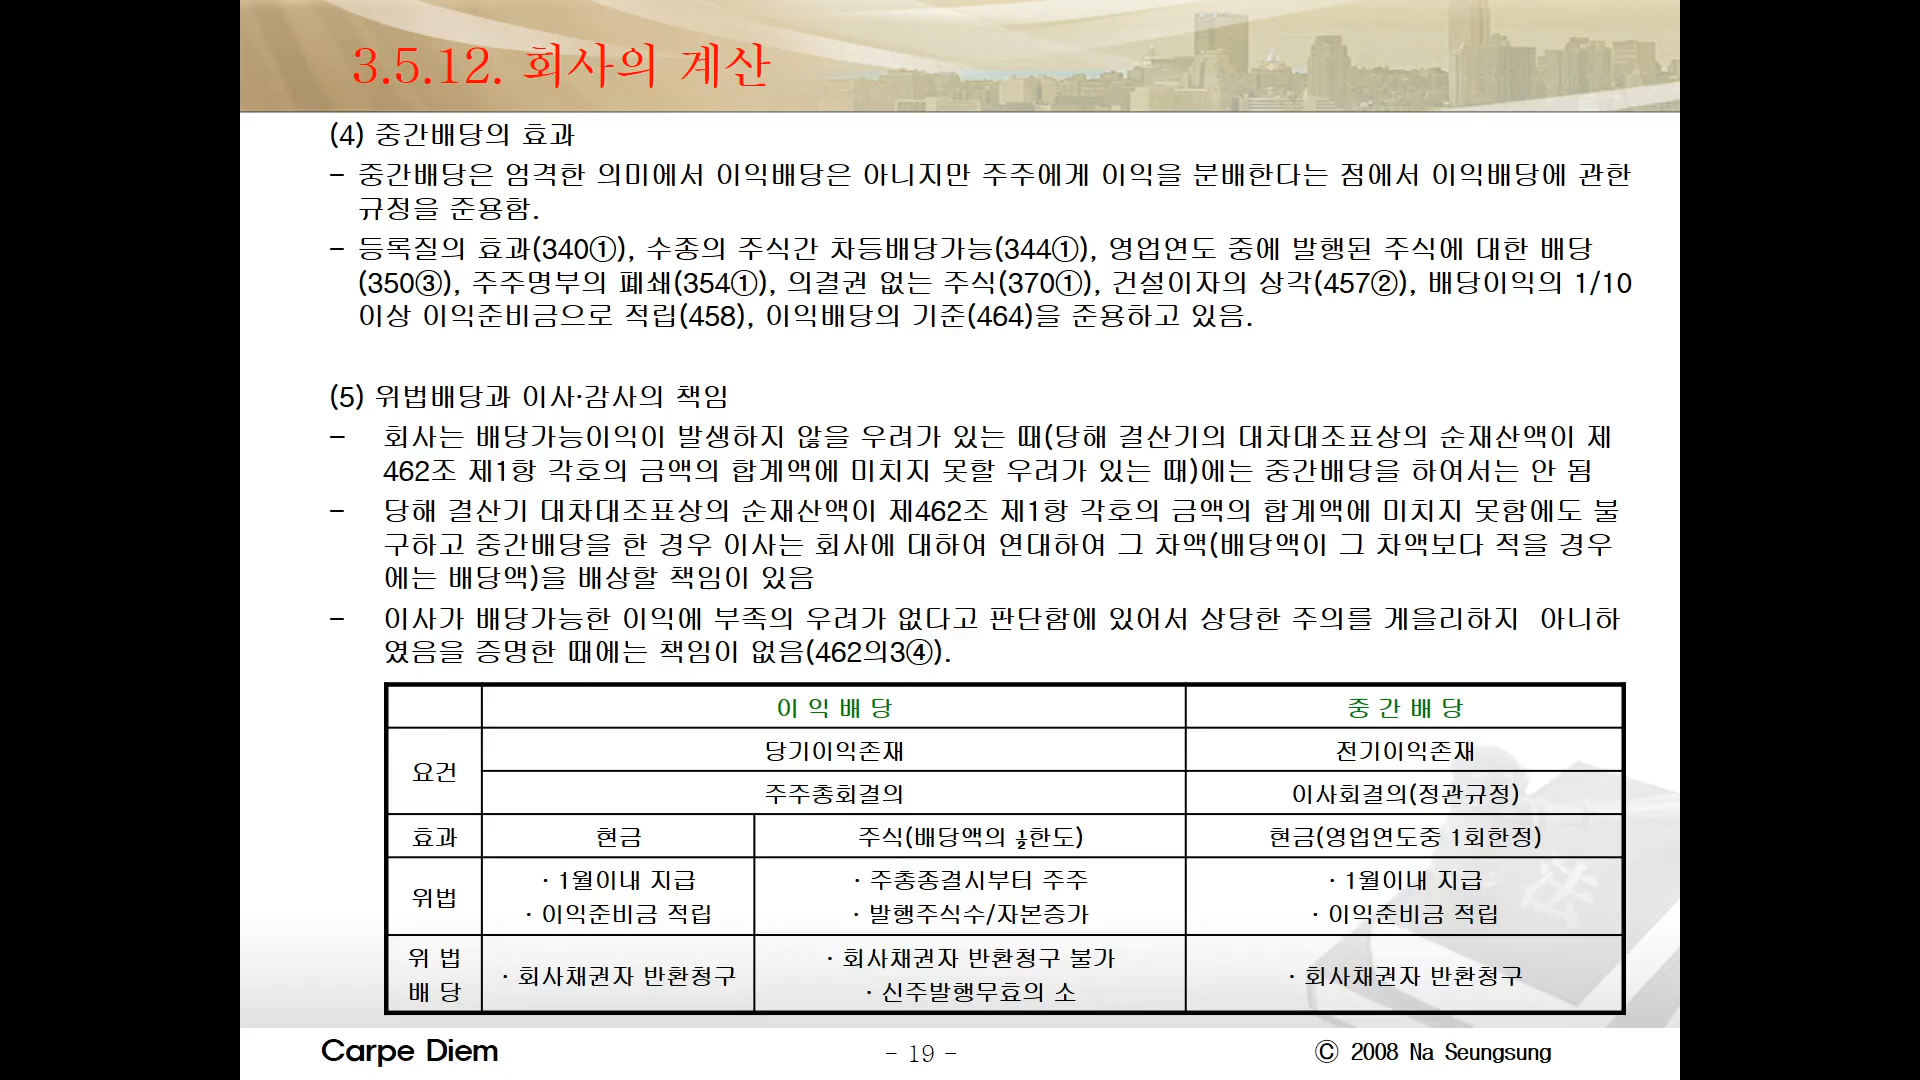 3.5.12. 회사의 계산
(4) 중간배당의 효과
- 중간배당은 엄격한 의미에서 이익배당은 아니지만 주주에게 이익을 분배한다는 점에서 이익배당에 관한
규정을 준용함.
- 등록질의 효과(340①), 수종의 주식간 차등배당가능(344①), 영업연도 중에 발행된 주식에 대한 배당
(350③), 주주명부의 폐쇄(354①), 의결권 없는 주식(370①), 건설이자의 상각(457②), 배당이익의 1/10
이상 이익준비금으로 적립(458), 이익배당의 기준(464)을 준용하고 있음.
(5) 위법배당과 이사·감사의 책임
- 회사는 배당가능이익이 발생하지 않을 우려가 있는 때(당해 결산기의 대차대조표상의 순재산액이 제
462조 제1항 각호의 금액의 합계액에 미치지 못할 우려가 있는 때)에는 중간배당을 하여서는 안 됨
- 당해 결산기 대차대조표상의 순재산액이 제462조 제1항 각호의 금액의 합계액에 미치지 못함에도 불
구하고 중간배당을 한 경우 이사는 회사에 대하여 연대하여 그 차액(배당액이 그 차액보다 적을 경우
에는 배당액)을 배상할 책임이 있음
- 이사가 배당가능한 이익에 부족의 우려가 없다고 판단함에 있어서 상당한 주의를 게을리하지 아니하
였음을 증명한 때에는 책임이 없음(462의3④).
이 익 배 당 중 간 배 당
요건 당기이익존재 전기이익존재
주주총회결의 이사회결의(정관규정)
효과 현금 주식(배당액의 ½한도) 현금(영업연도중 1회한정)
위법 · 1월이내 지급 · 주총종결시부터 주주 · 1월이내 지급
· 이익준비금 적립 · 발행주식수/자본증가 · 이익준비금 적립
위 법 배 당 · 회사채권자 반환청구 · 회사채권자 반환청구 불가 · 회사채권자 반환청구
· 신주발행무효의 소
法
Carpe Diem - 19 - ⓒ 2008 Na Seungsung